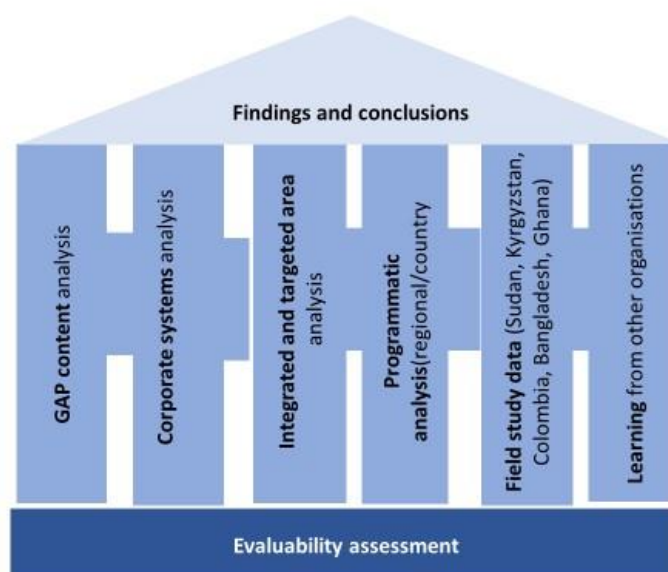 Findings and conclusions
GAP content analysis
Corporate systems analysis
Integrated and targeted area
analysis
Programmatic
analysis(regional/country
Field study data (Sudan, Kyrgyzstan,
Colombia, Bangladesh, Ghana)
Learning from other organisations
Evaluability assessment